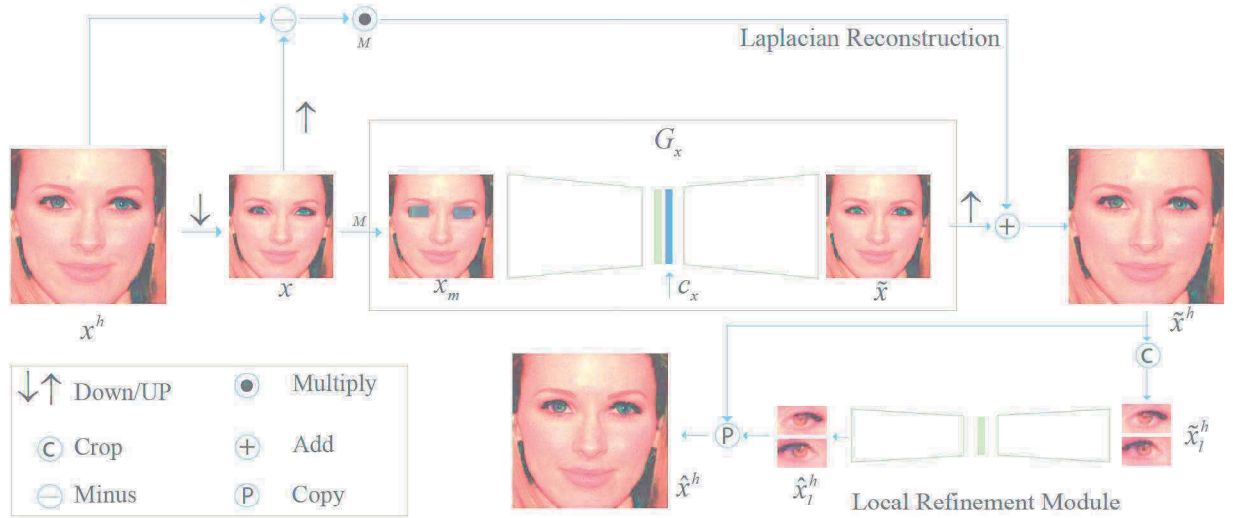 M
Laplacian Reconstruction
G_x
M
x^h
x
x_m
c_x
x̃
x̃^h
C
Down/UP
Multiply
C Crop
Add
Minus
P Copy
x̂^h
P
x̂_l^h
x̃_l^h
Local Refinement Module